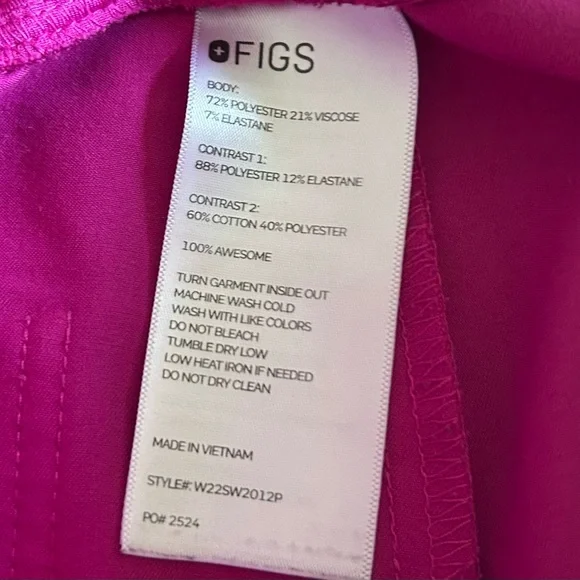 FIGS
BODY:
72% POLYESTER 21% VISCOSE
7% ELASTANE
CONTRAST 1:
88% POLYESTER 12% ELASTANE
CONTRAST 2:
60% COTTON 40% POLYESTER
100% AWESOME
TURN GARMENT INSIDE OUT
MACHINE WASH COLD
WASH WITH LIKE COLORS
DO NOT BLEACH
TUMBLE DRY LOW
LOW HEAT IRON IF NEEDED
DO NOT DRY CLEAN
MADE IN VIETNAM
STYLE#: W22SW2012P
PO# 2524